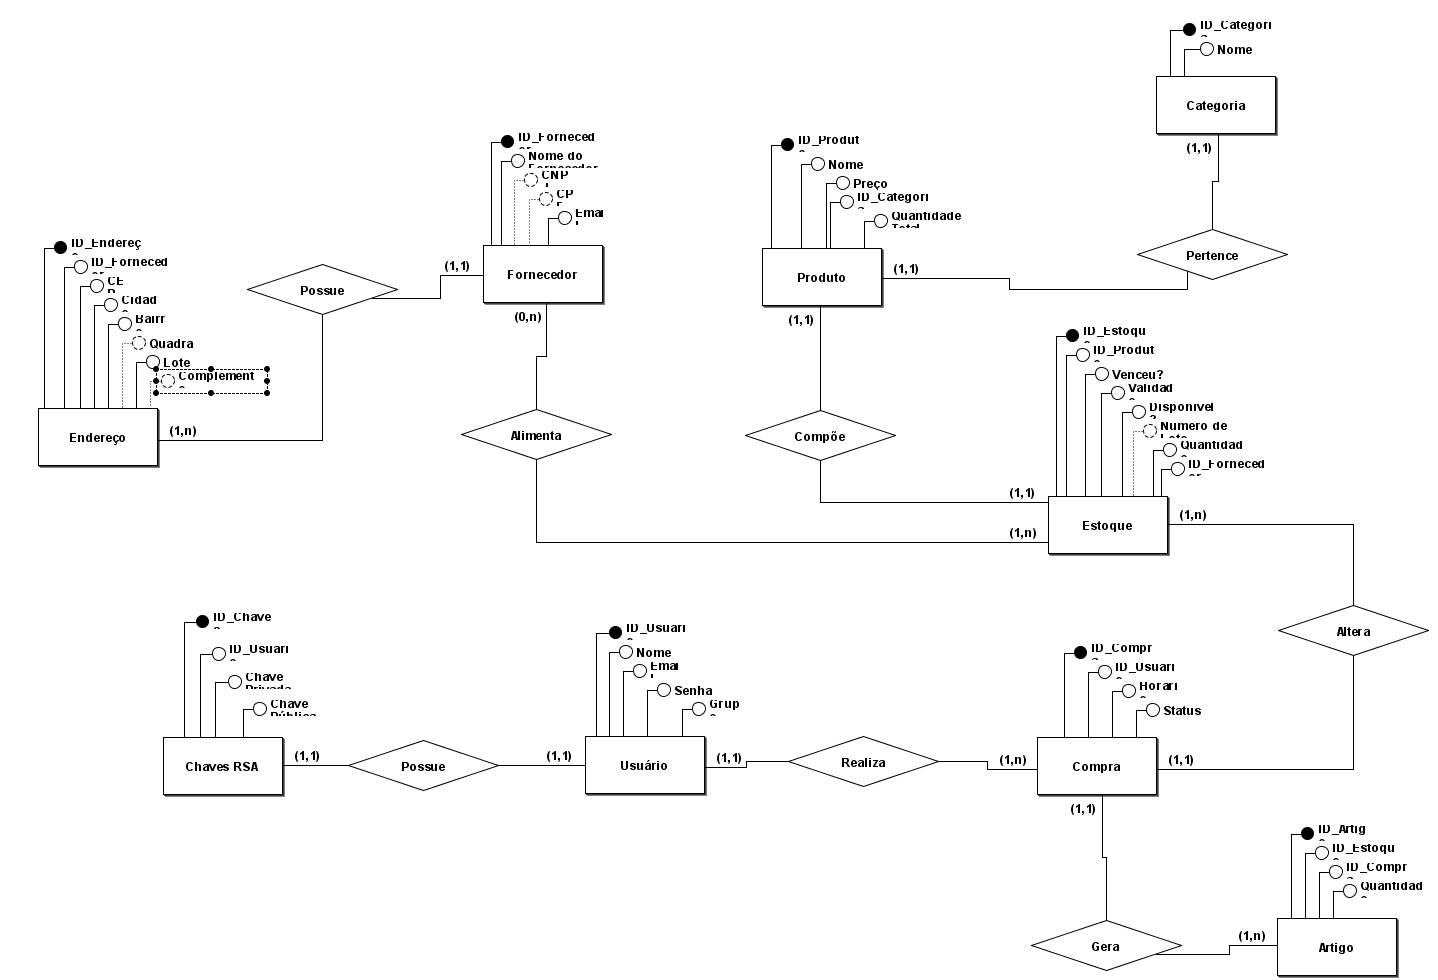 ID_Categori
Nome
Categoria
(1,1)
Pertence
ID_Forneced
Nome do
Fornecedor
CNP
CP
Emai
Fornecedor
(1,1)
(0,n)
ID_Produt
Nome
Preço
ID_Categori
Quantidade
Total
Produto
(1,1)
(1,1)
ID_Endereç
ID_Forneced
CE
Cidad
Bairr
Quadra
Lote
Complement
Endereço
(1,n)
Possue
Alimenta
Compõe
ID_Estoqu
ID_Produt
Venceu?
Validad
Disponivel
?
Numero de
Lote
Quantidad
ID_Forneced
Estoque
(1,1)
(1,n)
(1,n)
Altera
ID_Chave
ID_Usuari
Chave
Privada
Chave
Pública
Chaves RSA
(1,1)
Possue
(1,1)
ID_Usuari
Nome
Emai
Senha
Grup
Usuário
(1,1)
Realiza
(1,n)
ID_Compr
ID_Usuari
Horari
Status
Compra
(1,1)
(1,1)
Gera
(1,n)
ID_Artig
ID_Estoqu
ID_Compr
Quantidad
Artigo